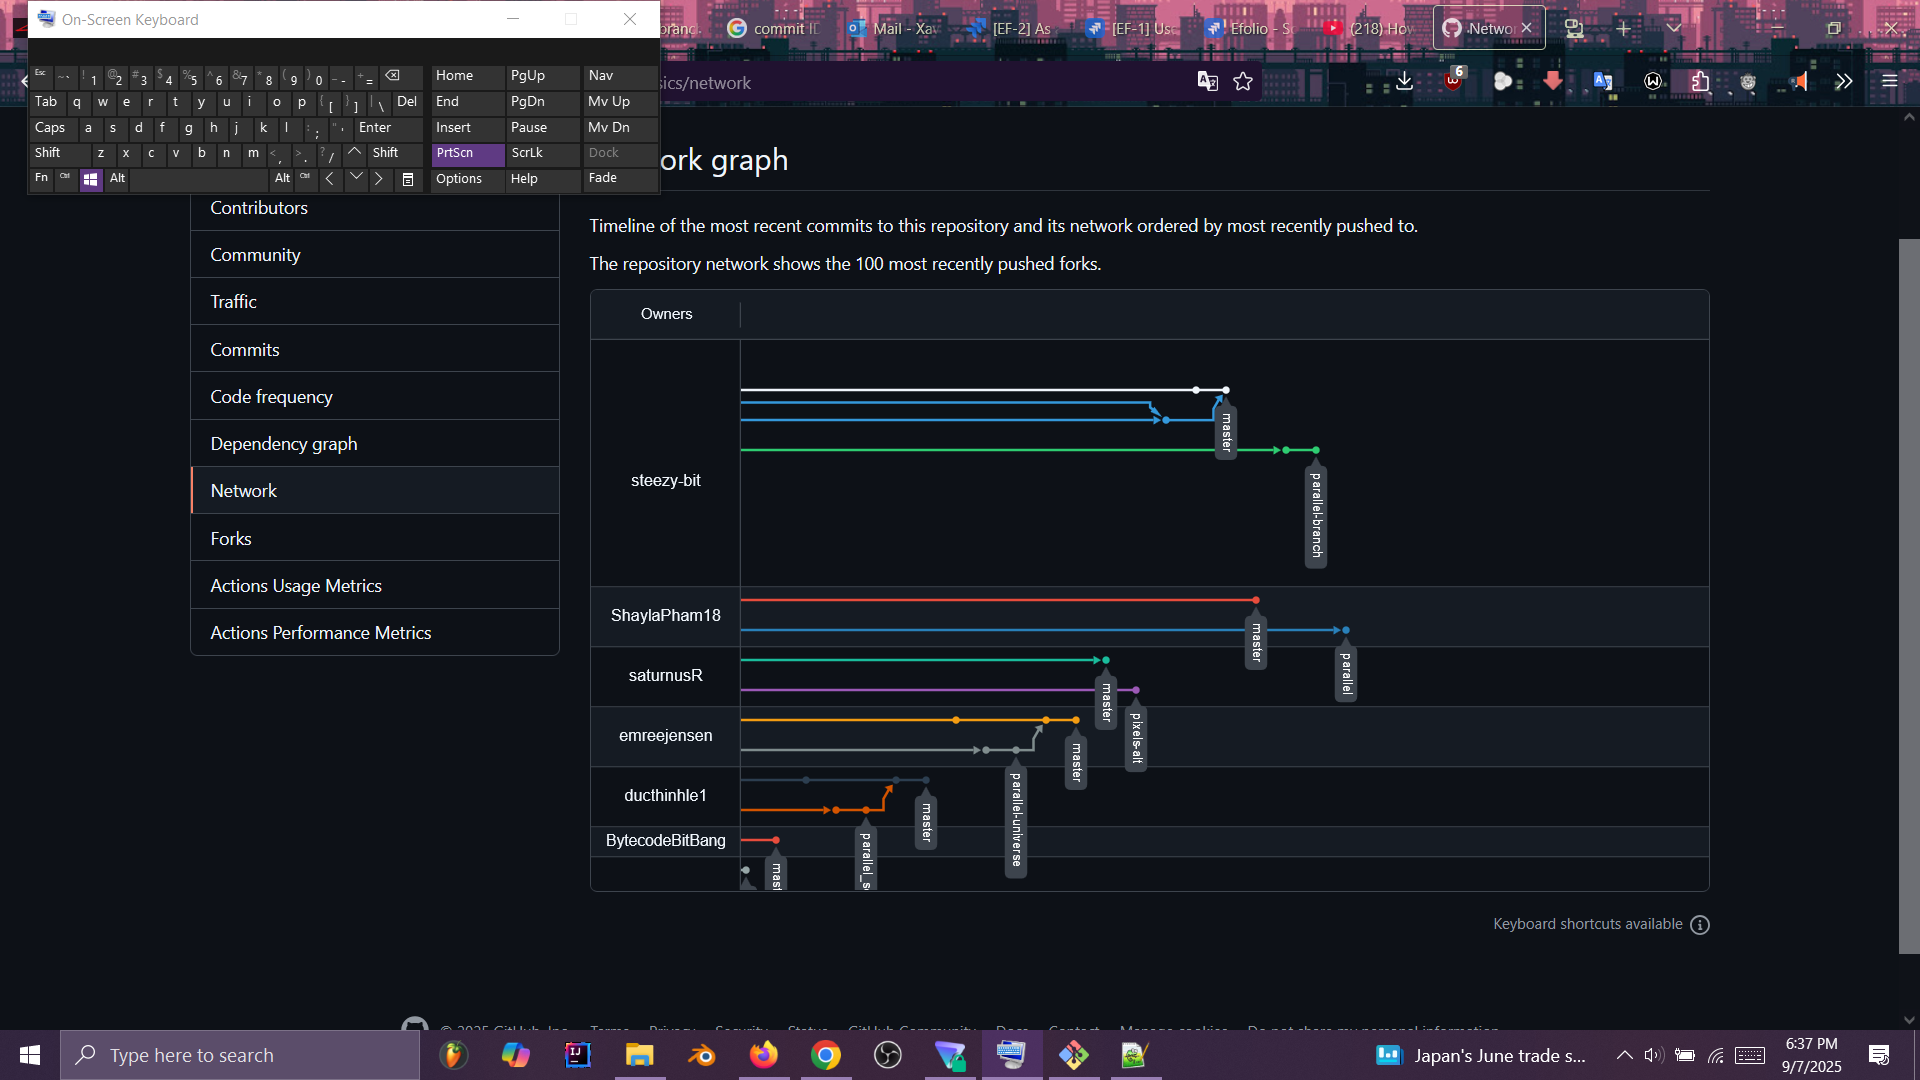 On-Screen Keyboard
commit ID
Mail - Xav
[EF-2] As
[EF-1] Us
Efolio - S
(218) How
Networ
Esc ~ ` ! 1 @ 2 # 3 $ 4 % 5 ^ 6 & 7 * 8 ( 9 ) 0 _ - + = Home PgUp Nav
Tab q w e r t y u i o p { [ } ] | \ Del End PgDn Mv Up
Caps a s d f g h j k l : ; " ' Enter Insert Pause Mv Dn
Shift z x c v b n m < , > . ? / Shift PrtScn ScrLk Dock
Fn Ctrl Alt Alt Ctrl Options Help Fade
sics/network
6
ork graph
Contributors
Community
Traffic
Commits
Code frequency
Dependency graph
Network
Forks
Actions Usage Metrics
Actions Performance Metrics
Timeline of the most recent commits to this repository and its network ordered by most recently pushed to.
The repository network shows the 100 most recently pushed forks.
Owners
steezy-bit
master
parallel-branch
ShaylaPham18
master
parallel
saturnusR
master
pixels-alt
emreejensen
master
parallel-universe
ducthinhle1
master
parallel_s
BytecodeBitBang
mast
Keyboard shortcuts available
© 2025 GitHub, Inc. Terms Privacy Security Status GitHub Community Docs Contact Manage cookies Do not share my personal information
Type here to search
Japan's June trade s...
6:37 PM
9/7/2025